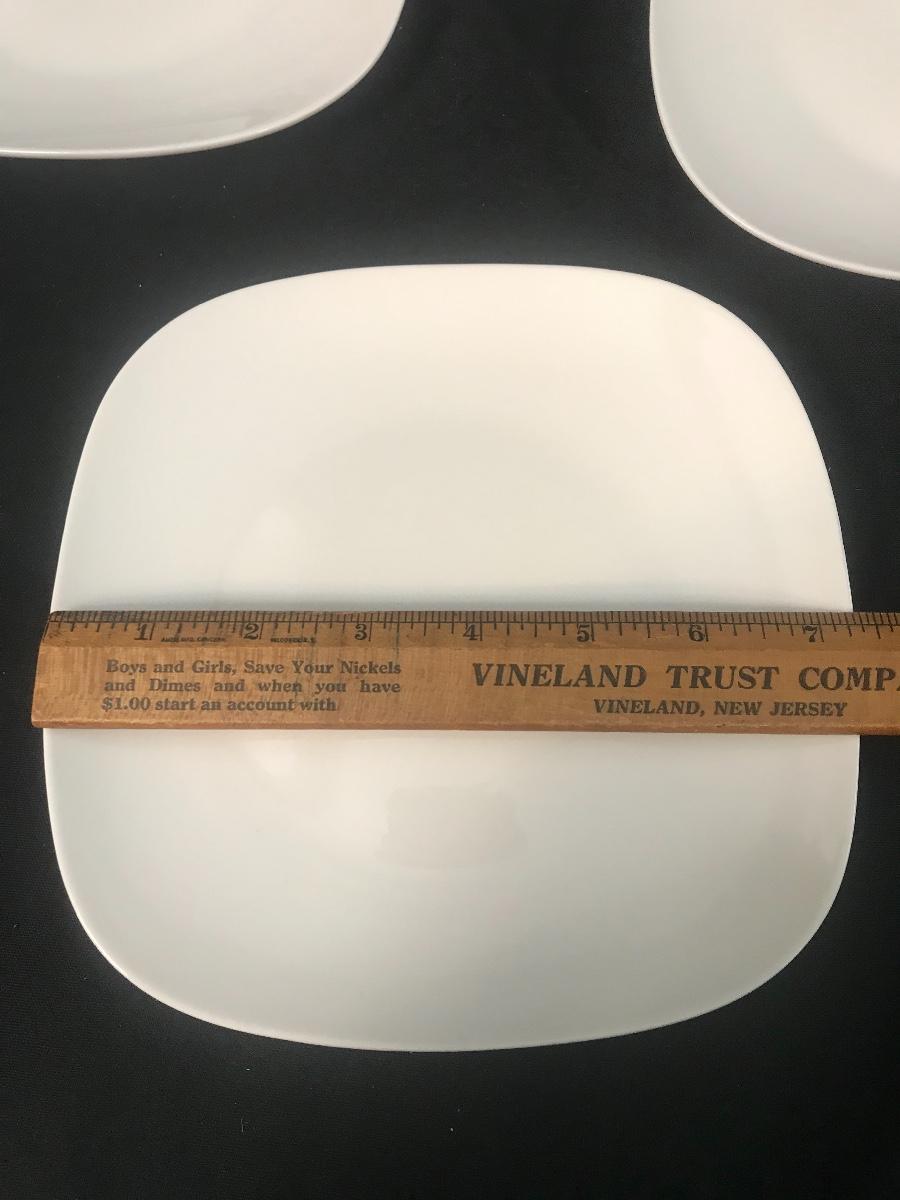 1 2 3 4 5 6 7
Boys and Girls, Save Your Nickels
and Dimes and when you have
$1.00 start an account with
VINELAND TRUST COMPA
VINELAND, NEW JERSEY